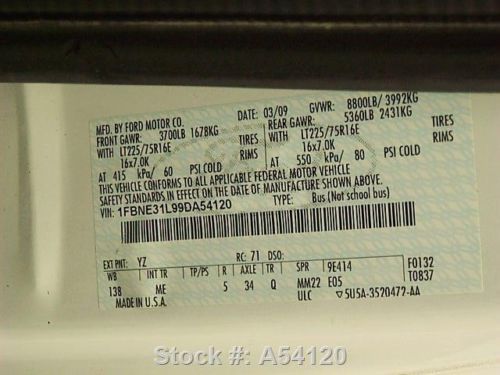 MFD. BY FORD MOTOR CO.
DATE: 03/09 GVWR: 8800LB/ 3992KG
FRONT GAWR: 3700LB 1678KG REAR GAWR: 5360LB 2431KG
WITH LT225/75R16E TIRES WITH LT225/75R16E TIRES
16x7.0K RIMS 16x7.0K RIMS
AT 415 kPa/ 60 PSI COLD AT 550 kPa/ 80 PSI COLD
THIS VEHICLE CONFORMS TO ALL APPLICABLE FEDERAL MOTOR VEHICLE
SAFETY STANDARDS IN EFFECT ON THE DATE OF MANUFACTURE SHOWN ABOVE.
VIN: 1FBNE31L99DA54120 TYPE: Bus (Not school bus)
EXT PNT: YZ RC: 71 DSO:
WB INT TR TP/PS R AXLE TR SPR 9E414 F0132
138 ME 5 34 Q MM22 E05 T0837
MADE IN U.S.A. ULC 5U5A-3520472-AA
Stock #: A54120